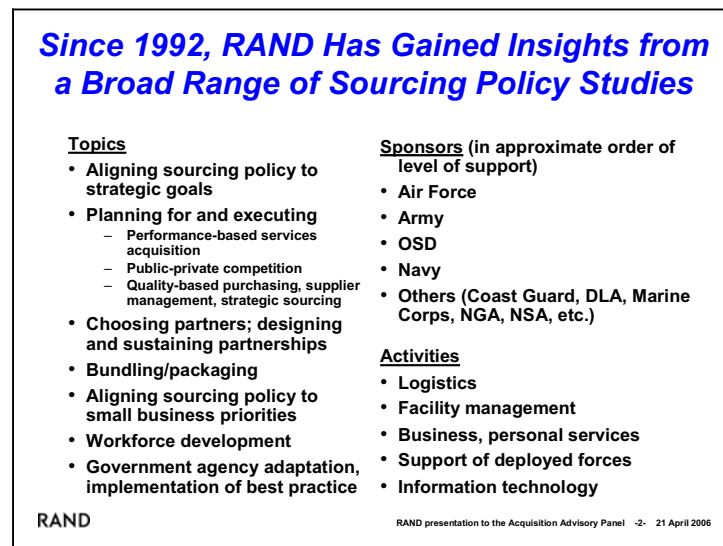 Since 1992, RAND Has Gained Insights from
a Broad Range of Sourcing Policy Studies
Topics
• Aligning sourcing policy to
strategic goals
• Planning for and executing
– Performance-based services
acquisition
– Public-private competition
– Quality-based purchasing, supplier
management, strategic sourcing
• Choosing partners; designing
and sustaining partnerships
• Bundling/packaging
• Aligning sourcing policy to
small business priorities
• Workforce development
• Government agency adaptation,
implementation of best practice
Sponsors (in approximate order of
level of support)
• Air Force
• Army
• OSD
• Navy
• Others (Coast Guard, DLA, Marine
Corps, NGA, NSA, etc.)
Activities
• Logistics
• Facility management
• Business, personal services
• Support of deployed forces
• Information technology
RAND
RAND presentation to the Acquisition Advisory Panel -2- 21 April 2006